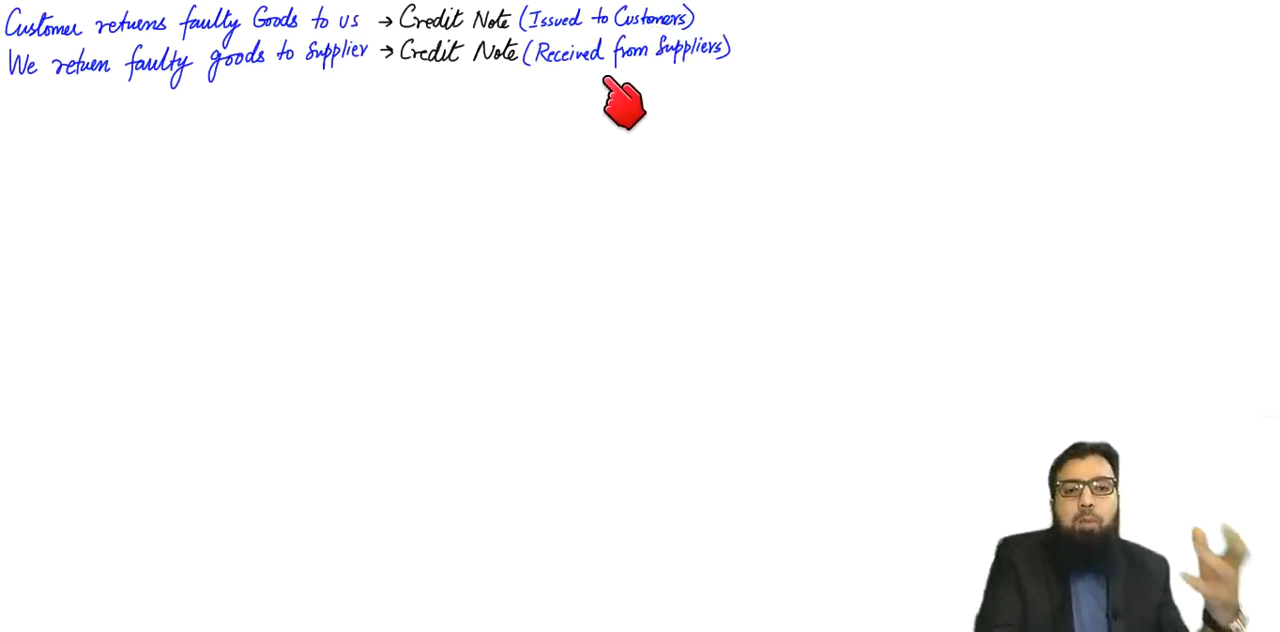 Customer returns faulty Goods to us → Credit Note (Issued to Customers)
We return faulty goods to Supplier → Credit Note (Received from Suppliers)